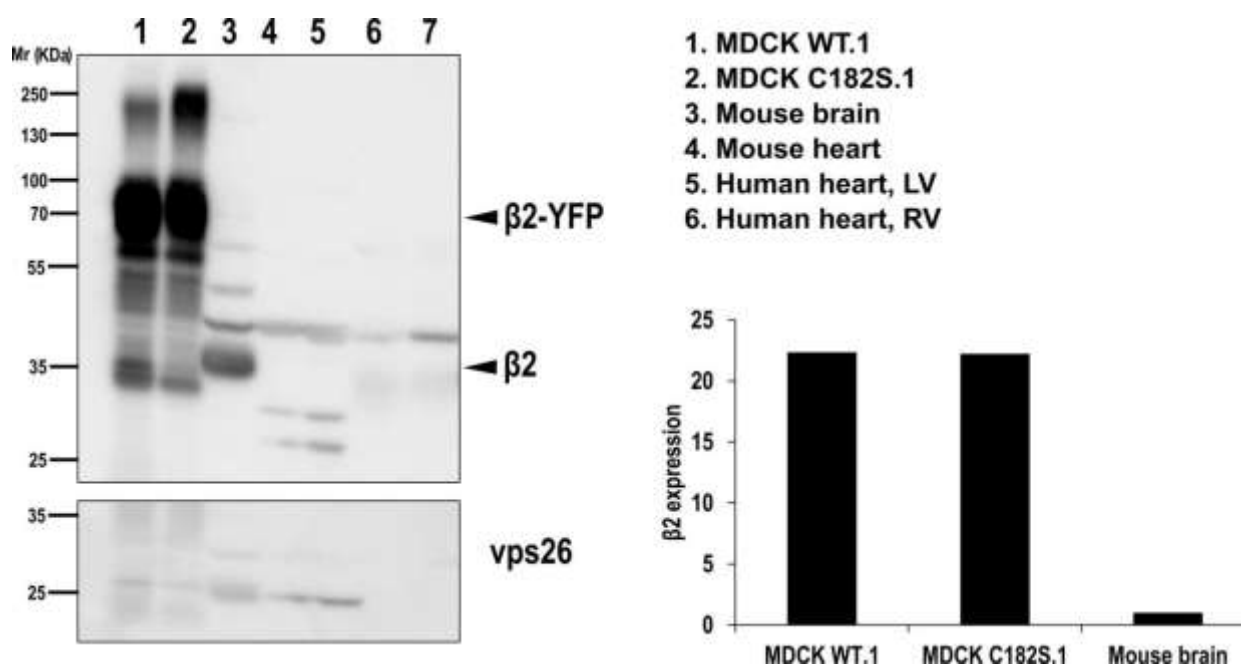 1 2 3 4 5 6 7
Mr (KDa)
250
130
100
70
55
35
25
β2-YFP
β2
35
25
vps26
1. MDCK WT.1
2. MDCK C182S.1
3. Mouse brain
4. Mouse heart
5. Human heart, LV
6. Human heart, RV
β2 expression
25
20
15
10
5
0
MDCK WT.1 MDCK C182S.1 Mouse brain